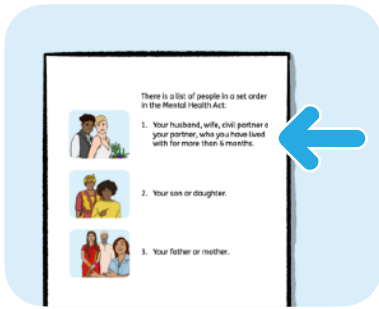 There is a list of people in a set order
in the Mental Health Act:
1. Your husband, wife, civil partner
your partner, who you have lived
with for more than 6 months.
2. Your son or daughter.
3. Your father or mother.